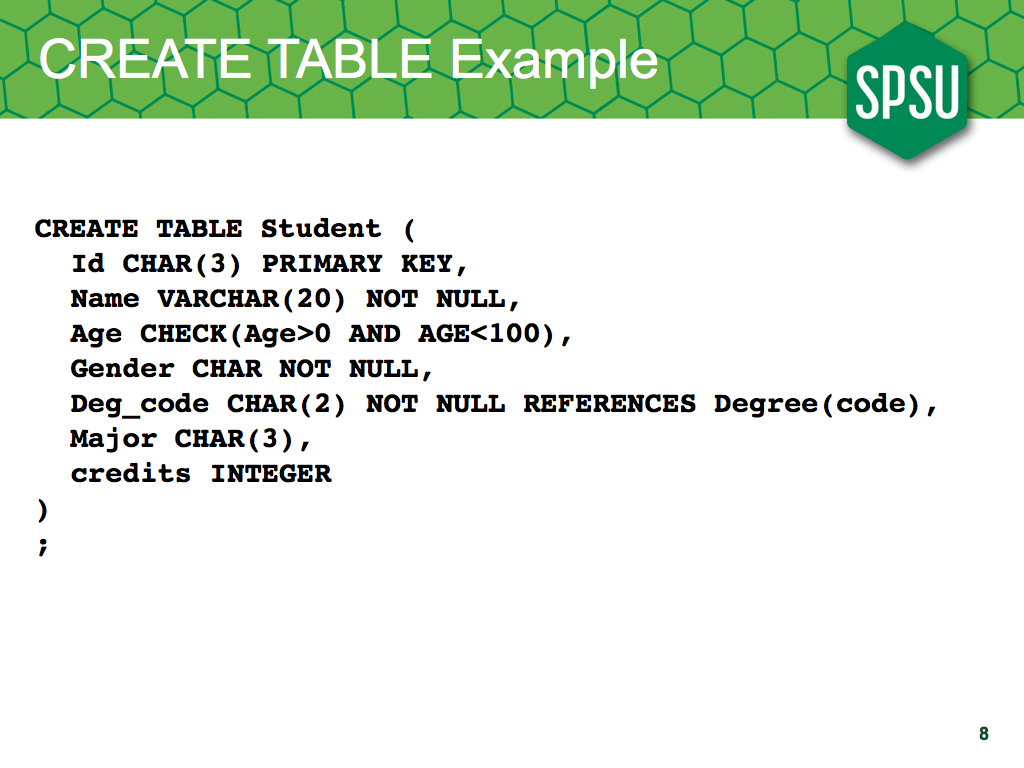 CREATE TABLE Example
SPSU
CREATE TABLE Student (
Id CHAR(3) PRIMARY KEY,
Name VARCHAR(20) NOT NULL,
Age CHECK(Age>0 AND AGE<100),
Gender CHAR NOT NULL,
Deg_code CHAR(2) NOT NULL REFERENCES Degree(code),
Major CHAR(3),
credits INTEGER
)
;
8